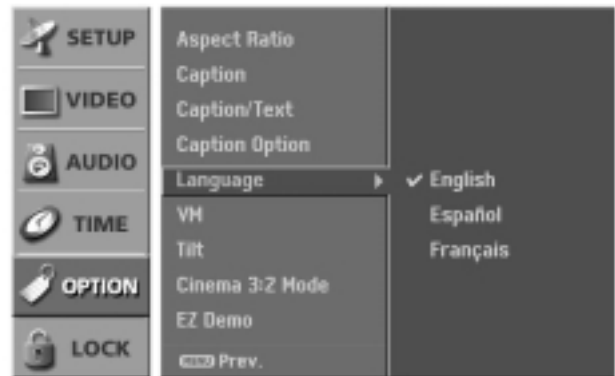 SETUP
VIDEO
AUDIO
TIME
OPTION
LOCK
Aspect Ratio
Caption
Caption/Text
Caption Option
Language
VM
Tilt
Cinema 3:2 Mode
EZ Demo
MENU Prev.
English
Español
Français